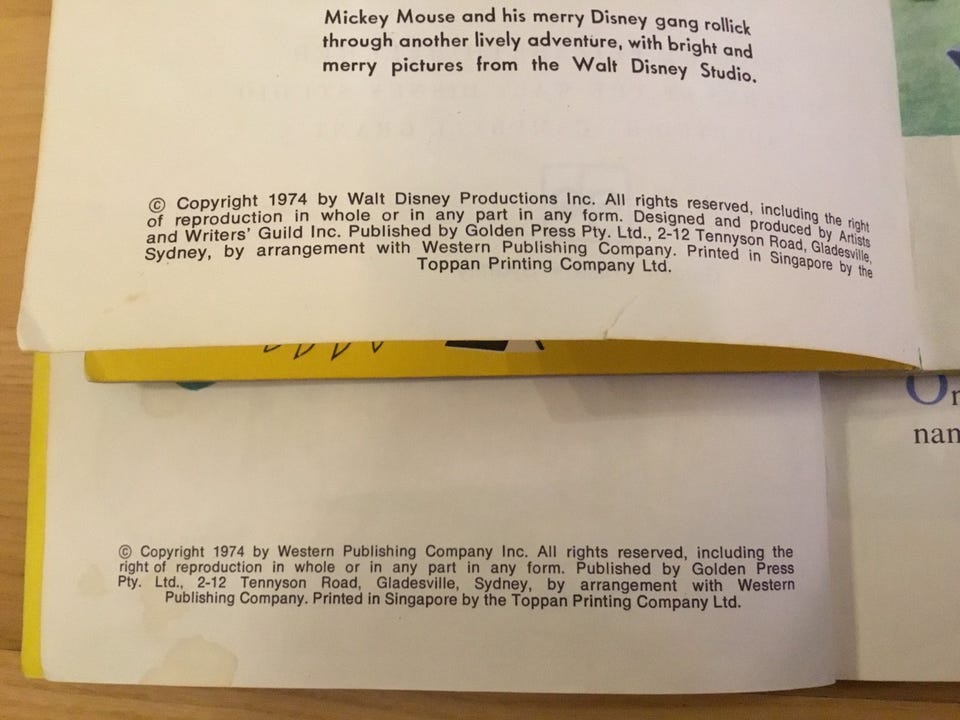 Mickey Mouse and his merry Disney gang rollick
through another lively adventure, with bright and
merry pictures from the Walt Disney Studio.
© Copyright 1974 by Walt Disney Productions Inc. All rights reserved, including the right
of reproduction in whole or in any part in any form. Designed and produced by Artists
and Writers' Guild Inc. Published by Golden Press Pty. Ltd., 2-12 Tennyson Road, Gladesville,
Sydney, by arrangement with Western Publishing Company. Printed in Singapore by the
Toppan Printing Company Ltd.
© Copyright 1974 by Western Publishing Company Inc. All rights reserved, including the
right of reproduction in whole or in any part in any form. Published by Golden Press
Pty. Ltd., 2-12 Tennyson Road, Gladesville, Sydney, by arrangement with Western
Publishing Company. Printed in Singapore by the Toppan Printing Company Ltd.